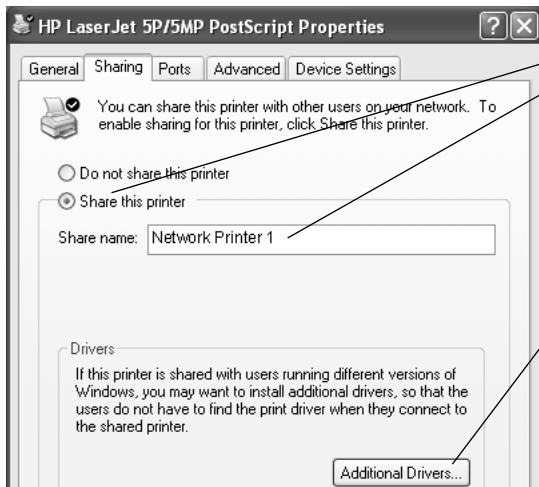 HP LaserJet 5P/5MP PostScript Properties
General Sharing Ports Advanced Device Settings
You can share this printer with other users on your network. To
enable sharing for this printer, click Share this printer.
Do not share this printer
Share this printer
Share name: Network Printer 1
Drivers
If this printer is shared with users running different versions of
Windows, you may want to install additional drivers, so that the
users do not have to find the print driver when they connect to
the shared printer.
Additional Drivers...